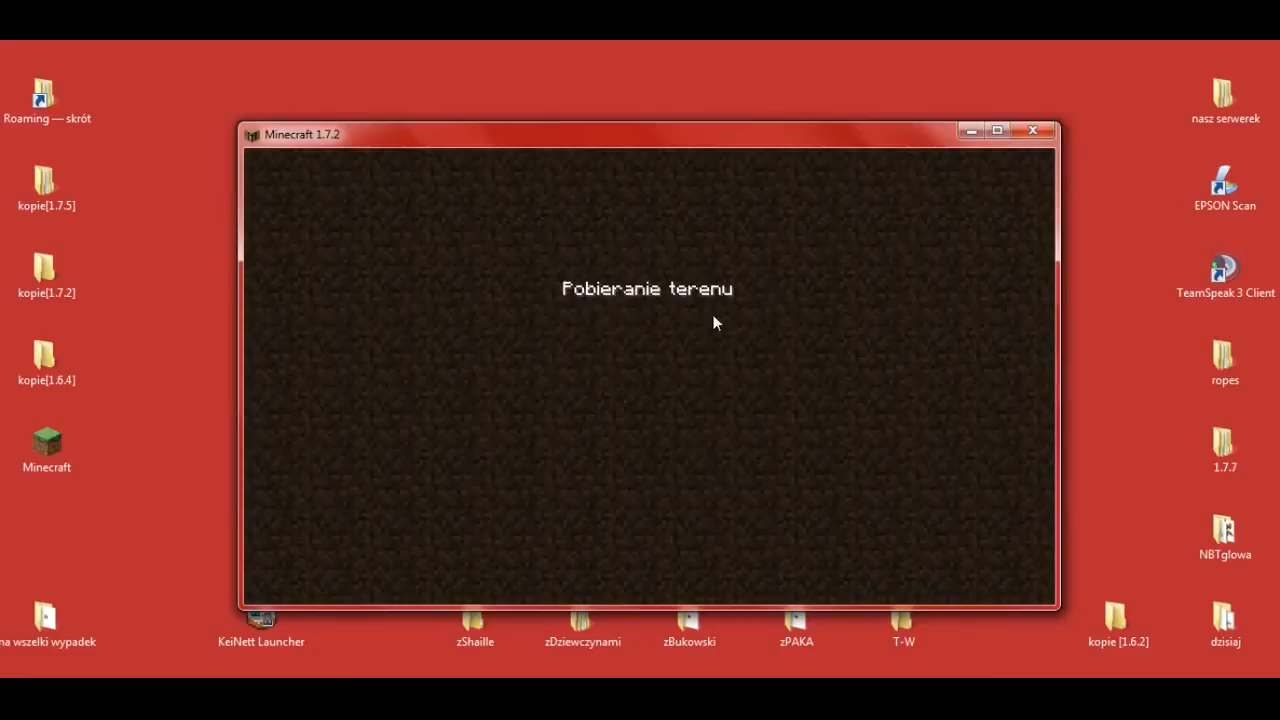 Roaming — skrót
nasz serwerek
Minecraft 1.7.2
kopie[1.7.5]
EPSON Scan
Pobieranie terenu
kopie[1.7.2]
TeamSpeak 3 Client
kopie[1.6.4]
ropes
Minecraft
1.7.7
NBTglowa
na wszelki wypadek
KeiNett Launcher
zShaille
zDziewczynami
zBukowski
zPAKA
T-W
kopie [1.6.2]
dzisiaj